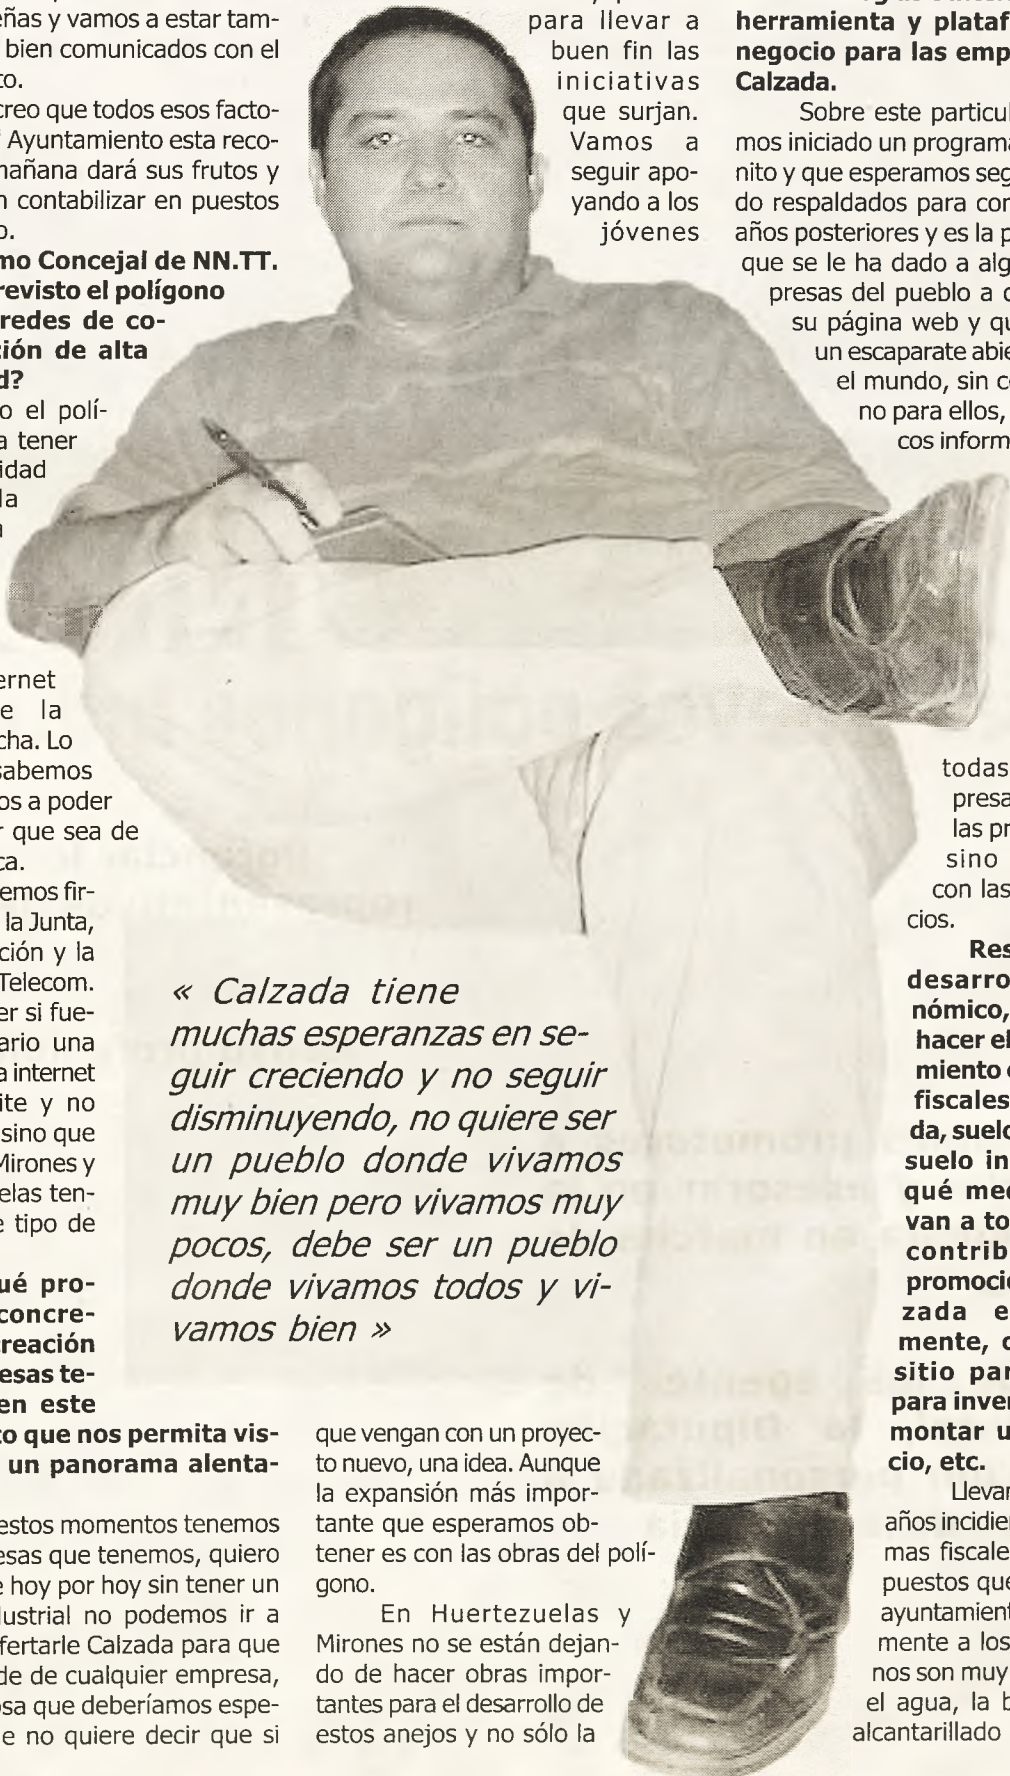 eñas y vamos a estar tam-
bien comunicados con el
to.
creo que todos esos facto-
Ayuntamiento esta reco-
mañana dará sus frutos y
n contabilizar en puestos
o.
mo Concejal de NN.TT.
revisto el polígono
redes de co-
ción de alta
d?
o el polí-
a tener
idad
la
ernet
e la
cha. Lo
sabemos
os a poder
r que sea de
ca.
emos fir-
la Junta,
ción y la
Telecom.
er si fue-
ario una
a internet
ite y no
sino que
Mirones y
elas ten-
e tipo de
ué pro-
concre-
creación
esas te-
en este
to que nos permita vis-
un panorama alenta-
estos momentos tenemos
esas que tenemos, quiero
e hoy por hoy sin tener un
dustrial no podemos ir a
fertarle Calzada para que
de de cualquier empresa,
osa que deberíamos espe-
e no quiere decir que si
para llevar a
buen fin las
iniciativas
que surjan.
Vamos a
seguir apo-
yando a los
jóvenes
« Calzada tiene
muchas esperanzas en se-
guir creciendo y no seguir
disminuyendo, no quiere ser
un pueblo donde vivamos
muy bien pero vivamos muy
pocos, debe ser un pueblo
donde vivamos todos y vi-
vamos bien »
que vengan con un proyec-
to nuevo, una idea. Aunque
la expansión más impor-
tante que esperamos ob-
tener es con las obras del polí-
gono.
En Huertezuelas y
Mirones no se están dejan-
do de hacer obras impor-
tantes para el desarrollo de
estos anejos y no sólo la
herramienta y plataf
negocio para las emp
Calzada.
Sobre este particul
mos iniciado un programa
nito y que esperamos seg
do respaldados para con
años posteriores y es la p
que se le ha dado a alg
presas del pueblo a c
su página web y qu
un escaparate abie
el mundo, sin c
no para ellos,
cos inform
todas
presa
las pr
sino
con las
cios.
Res
desarro
nómico,
hacer el
miento
fiscales
da, suelo
suelo in
qué med
van a to
contrib
promoci
zada e
mente, c
sitio par
para inver
montar u
cio, etc.
Llevan
años incidier
mas fiscale
puestos que
ayuntamient
mente a los
nos son muy
el agua, la b
alcantarillado